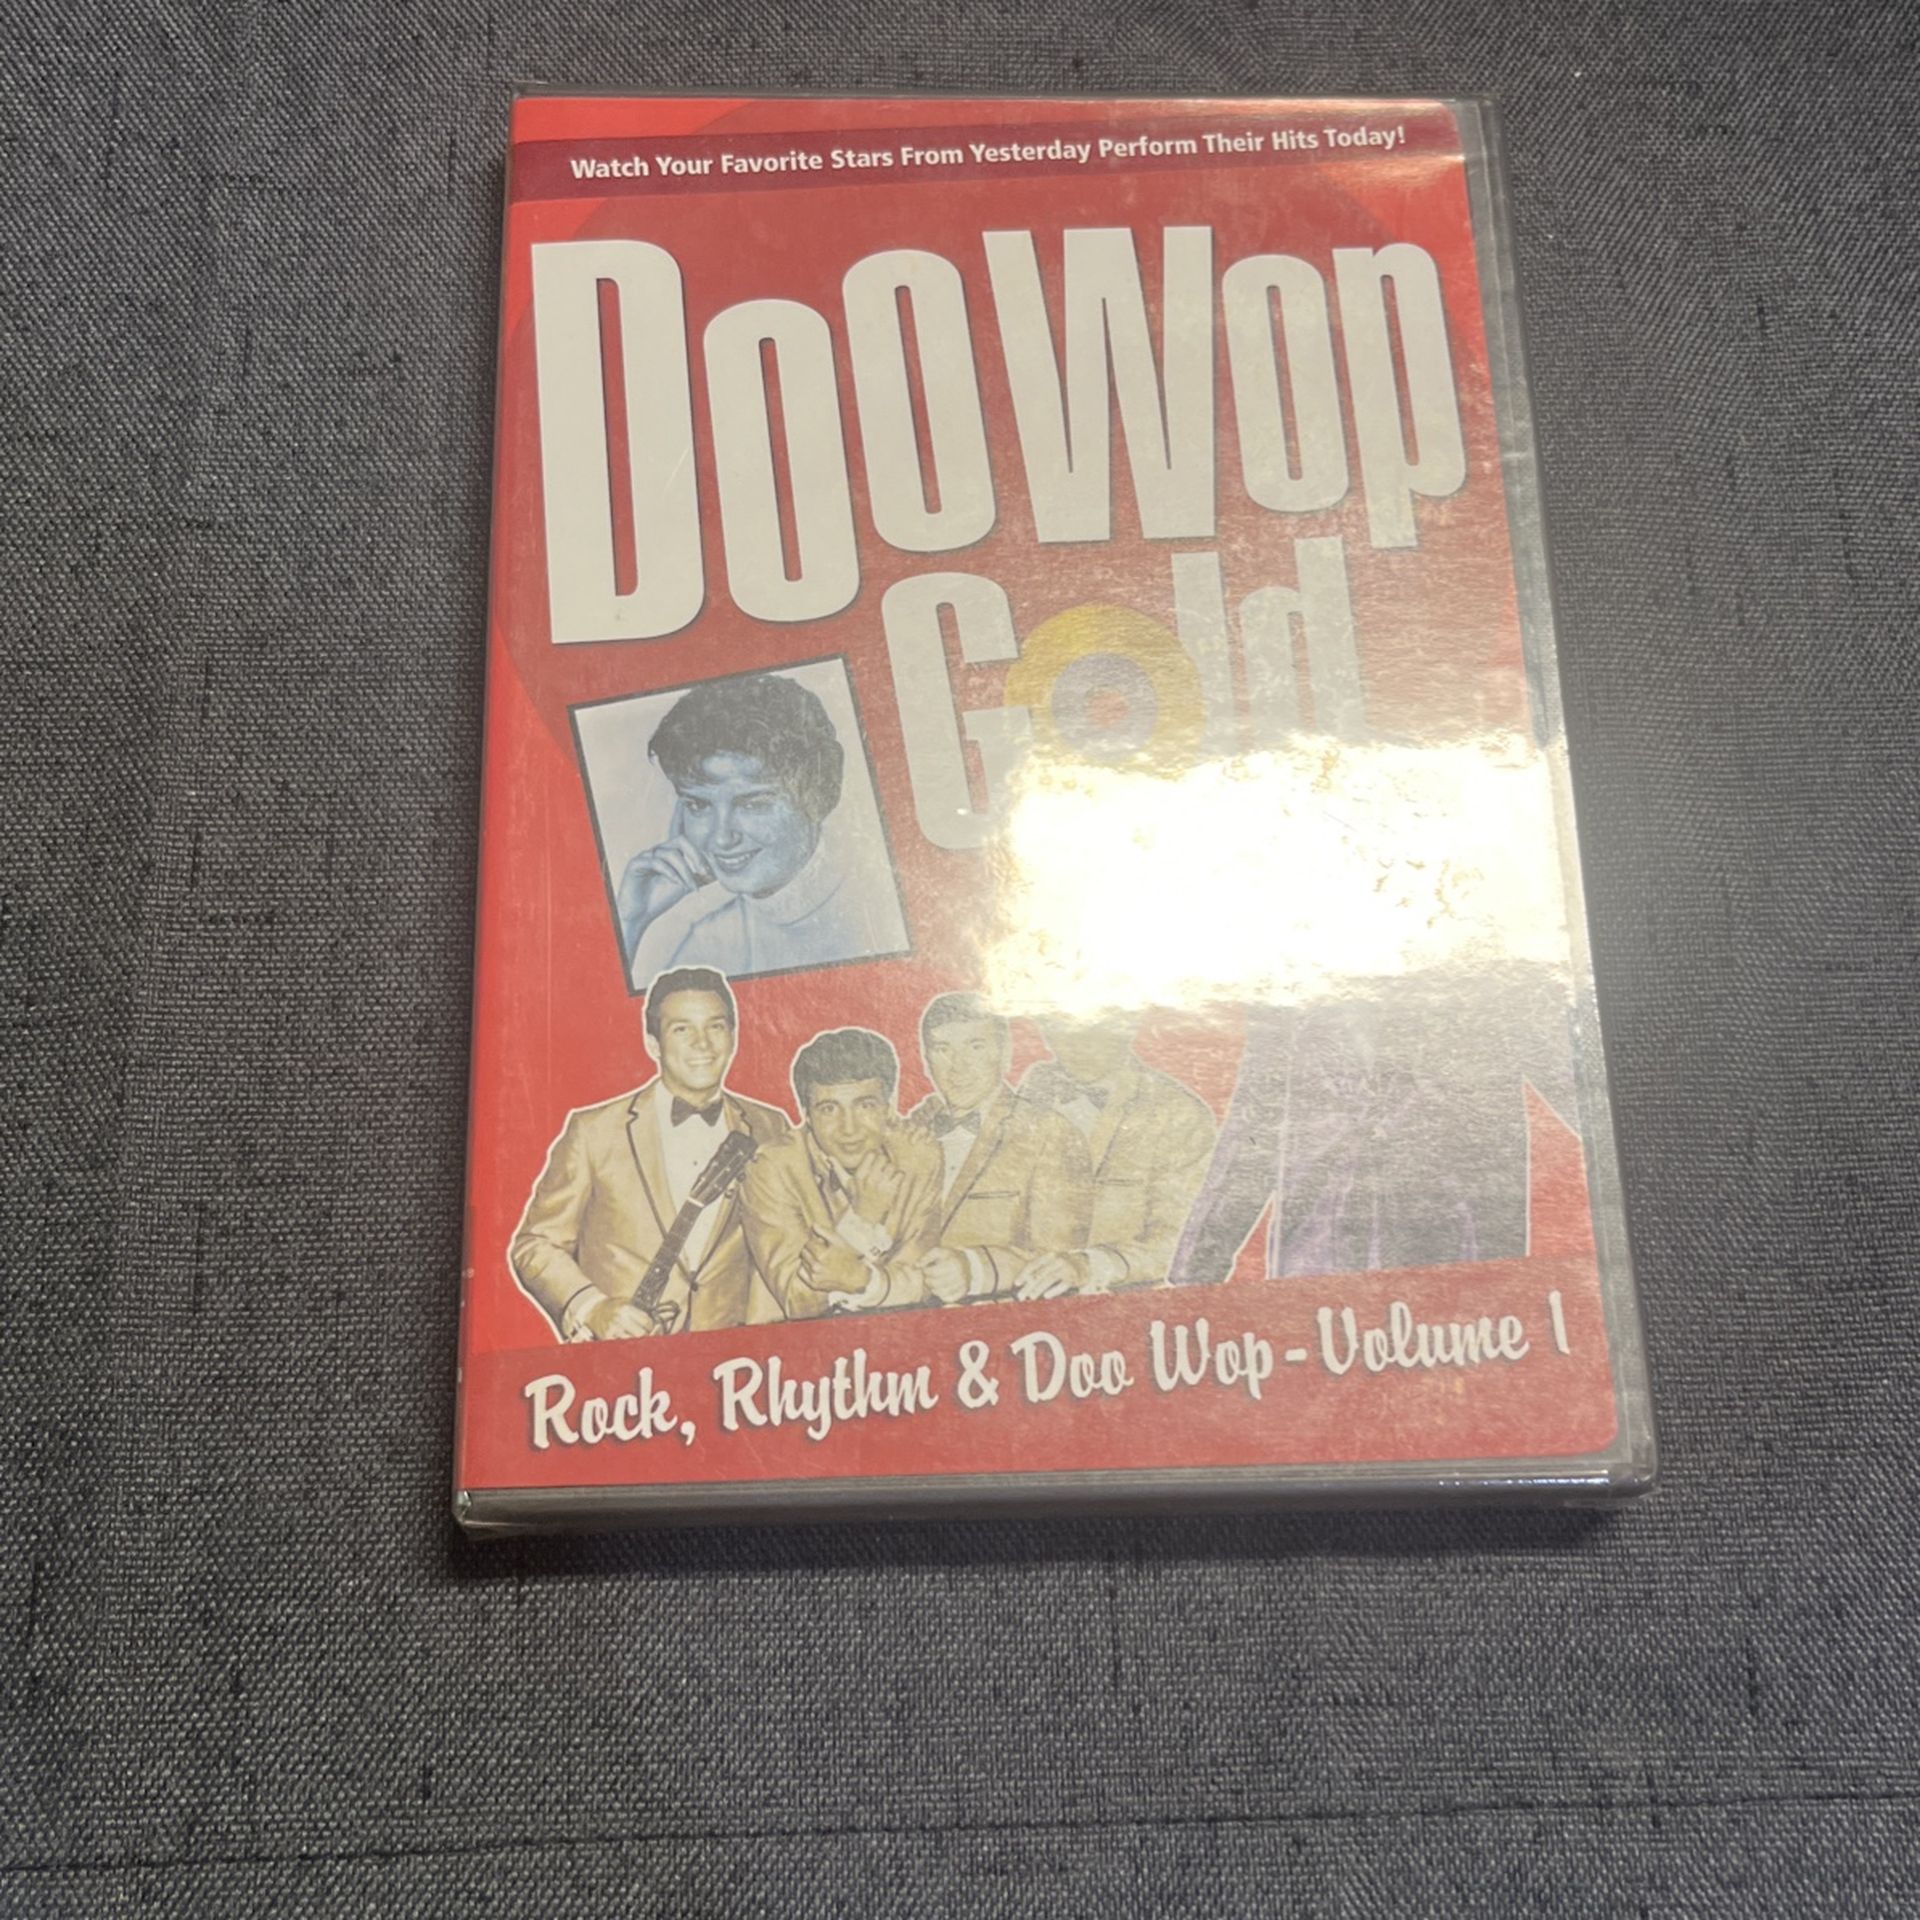 Watch Your Favorite Stars From Yesterday Perform Their Hits Today!
DooWop
Gold
Rock, Rhythm & Doo Wop - Volume 1